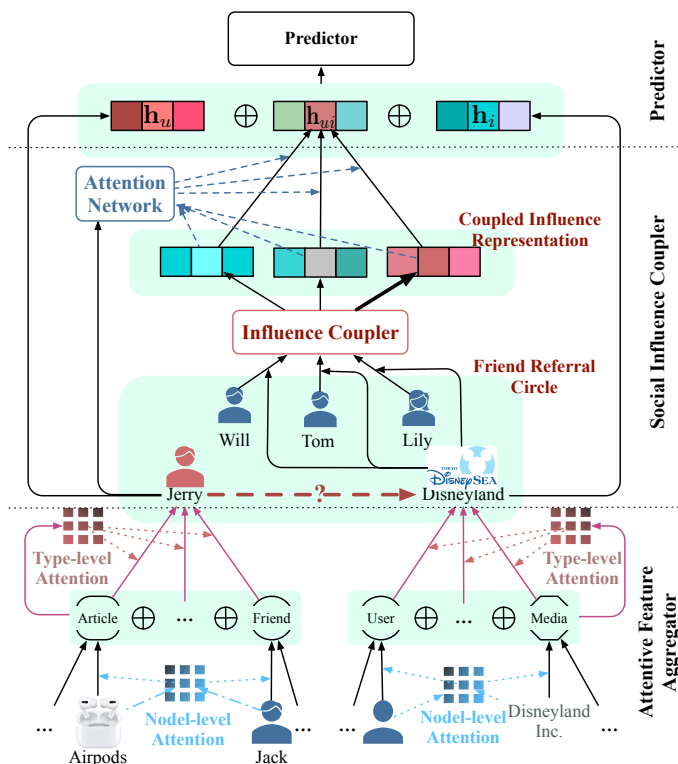 Predictor
h_u
⊕
h_ui
⊕
h_i
Predictor
Attention
Network
Coupled Influence
Representation
Influence Coupler
Friend Referral
Circle
Will
Tom
Lily
TOKYO
DISNEYSEA
Jerry
?
Disneyland
Social Influence Coupler
Type-level
Attention
Type-level
Attention
Article
⊕
...
⊕
Friend
User
⊕
...
⊕
Media
Nodel-level
Attention
Nodel-level
Attention
Disneyland
Inc.
...
Airpods
Jack
...
...
...
Attentive Feature
Aggregator